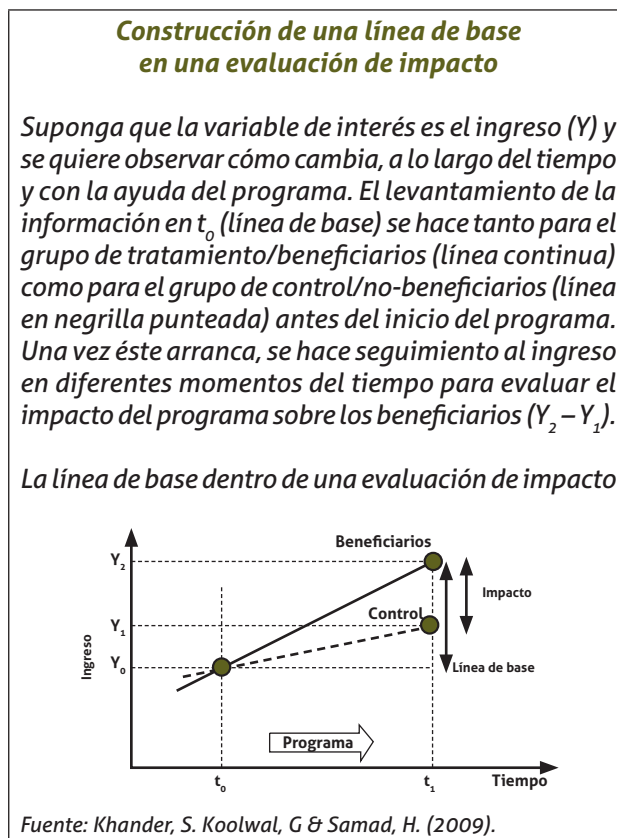 Construcción de una línea de base
en una evaluación de impacto
Suponga que la variable de interés es el ingreso (Y) y
se quiere observar cómo cambia, a lo largo del tiempo
y con la ayuda del programa. El levantamiento de la
información en t₀ (línea de base) se hace tanto para el
grupo de tratamiento/beneficiarios (línea continua)
como para el grupo de control/no-beneficiarios (línea
en negrilla punteada) antes del inicio del programa.
Una vez éste arranca, se hace seguimiento al ingreso
en diferentes momentos del tiempo para evaluar el
impacto del programa sobre los beneficiarios (Y₂ – Y₁).
La línea de base dentro de una evaluación de impacto
Beneficiarios
Y₂
Impacto
Control
Y₁
Ingreso
Y₀
Línea de base
Programa
t₀
t₁
Tiempo
Fuente: Khander, S. Koolwal, G & Samad, H. (2009).